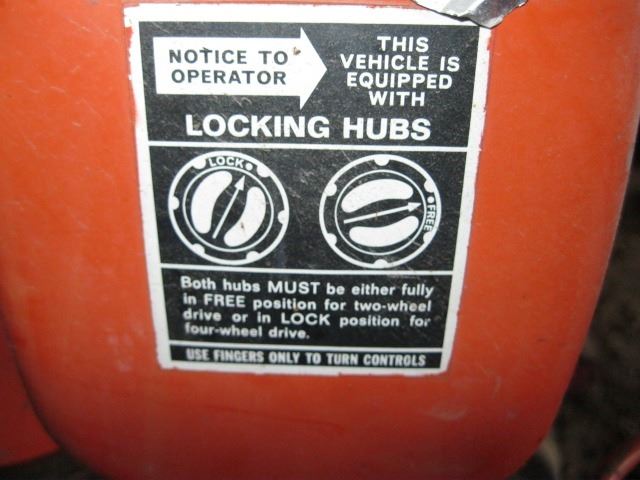 NOTICE TO
OPERATOR
THIS
VEHICLE IS
EQUIPPED
WITH
LOCKING HUBS
LOCK
FREE
Both hubs MUST be either fully
in FREE position for two-wheel
drive or in LOCK position for
four-wheel drive.
USE FINGERS ONLY TO TURN CONTROLS